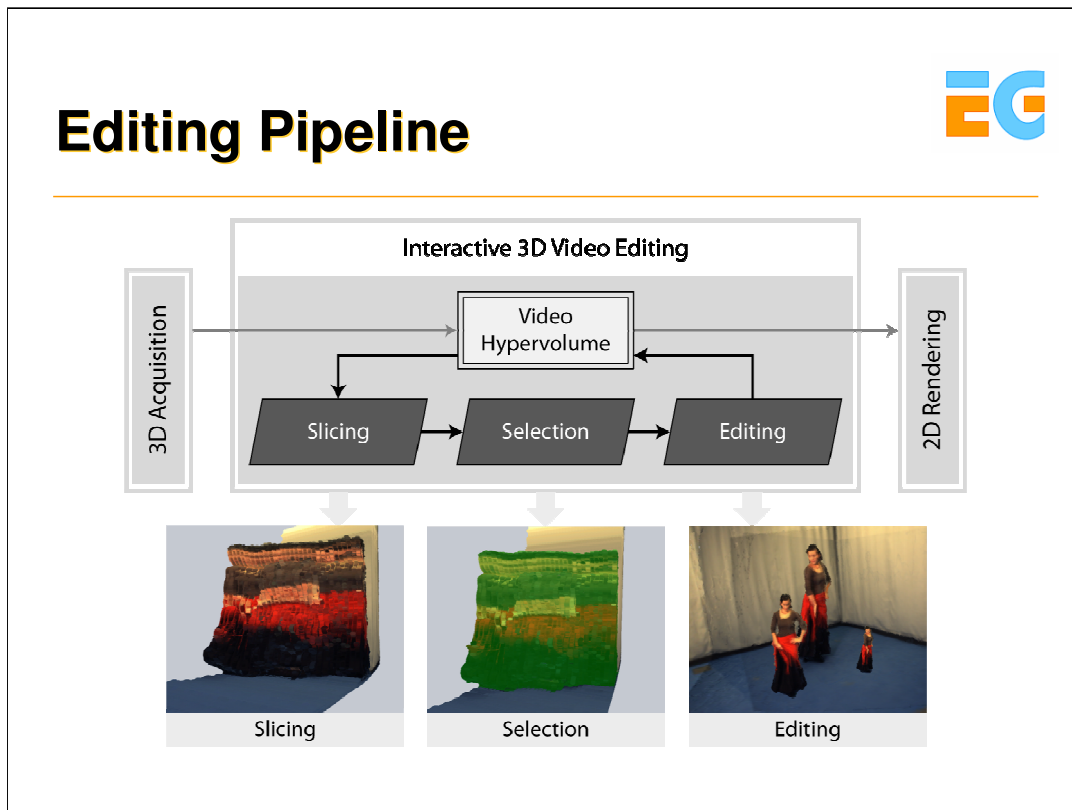 Editing Pipeline
EG
Interactive 3D Video Editing
3D Acquisition
Video
Hypervolume
2D Rendering
Slicing
Selection
Editing
Slicing
Selection
Editing